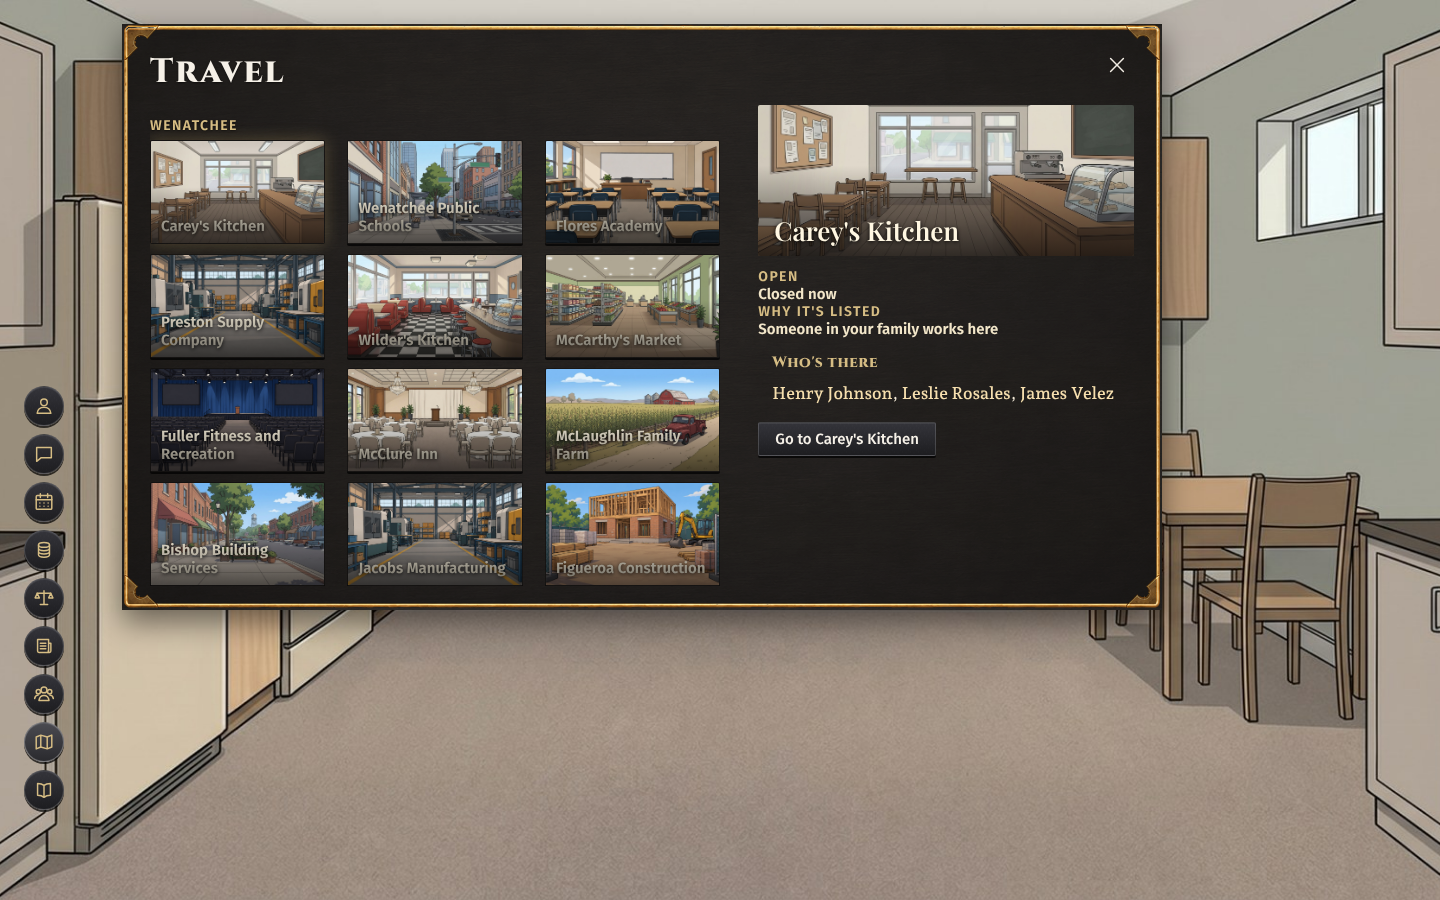 Travel
WENATCHEE
Carey's Kitchen
Wenatchee Public
Schools
Flores Academy
Preston Supply
Company
Wilder's Kitchen
McCarthy's Market
Fuller Fitness and
Recreation
McClure Inn
McLaughlin Family
Farm
Bishop Building
Services
Jacobs Manufacturing
Figueroa Construction
Carey's Kitchen
OPEN
Closed now
WHY IT'S LISTED
Someone in your family works here
Who's there
Henry Johnson, Leslie Rosales, James Velez
Go to Carey's Kitchen